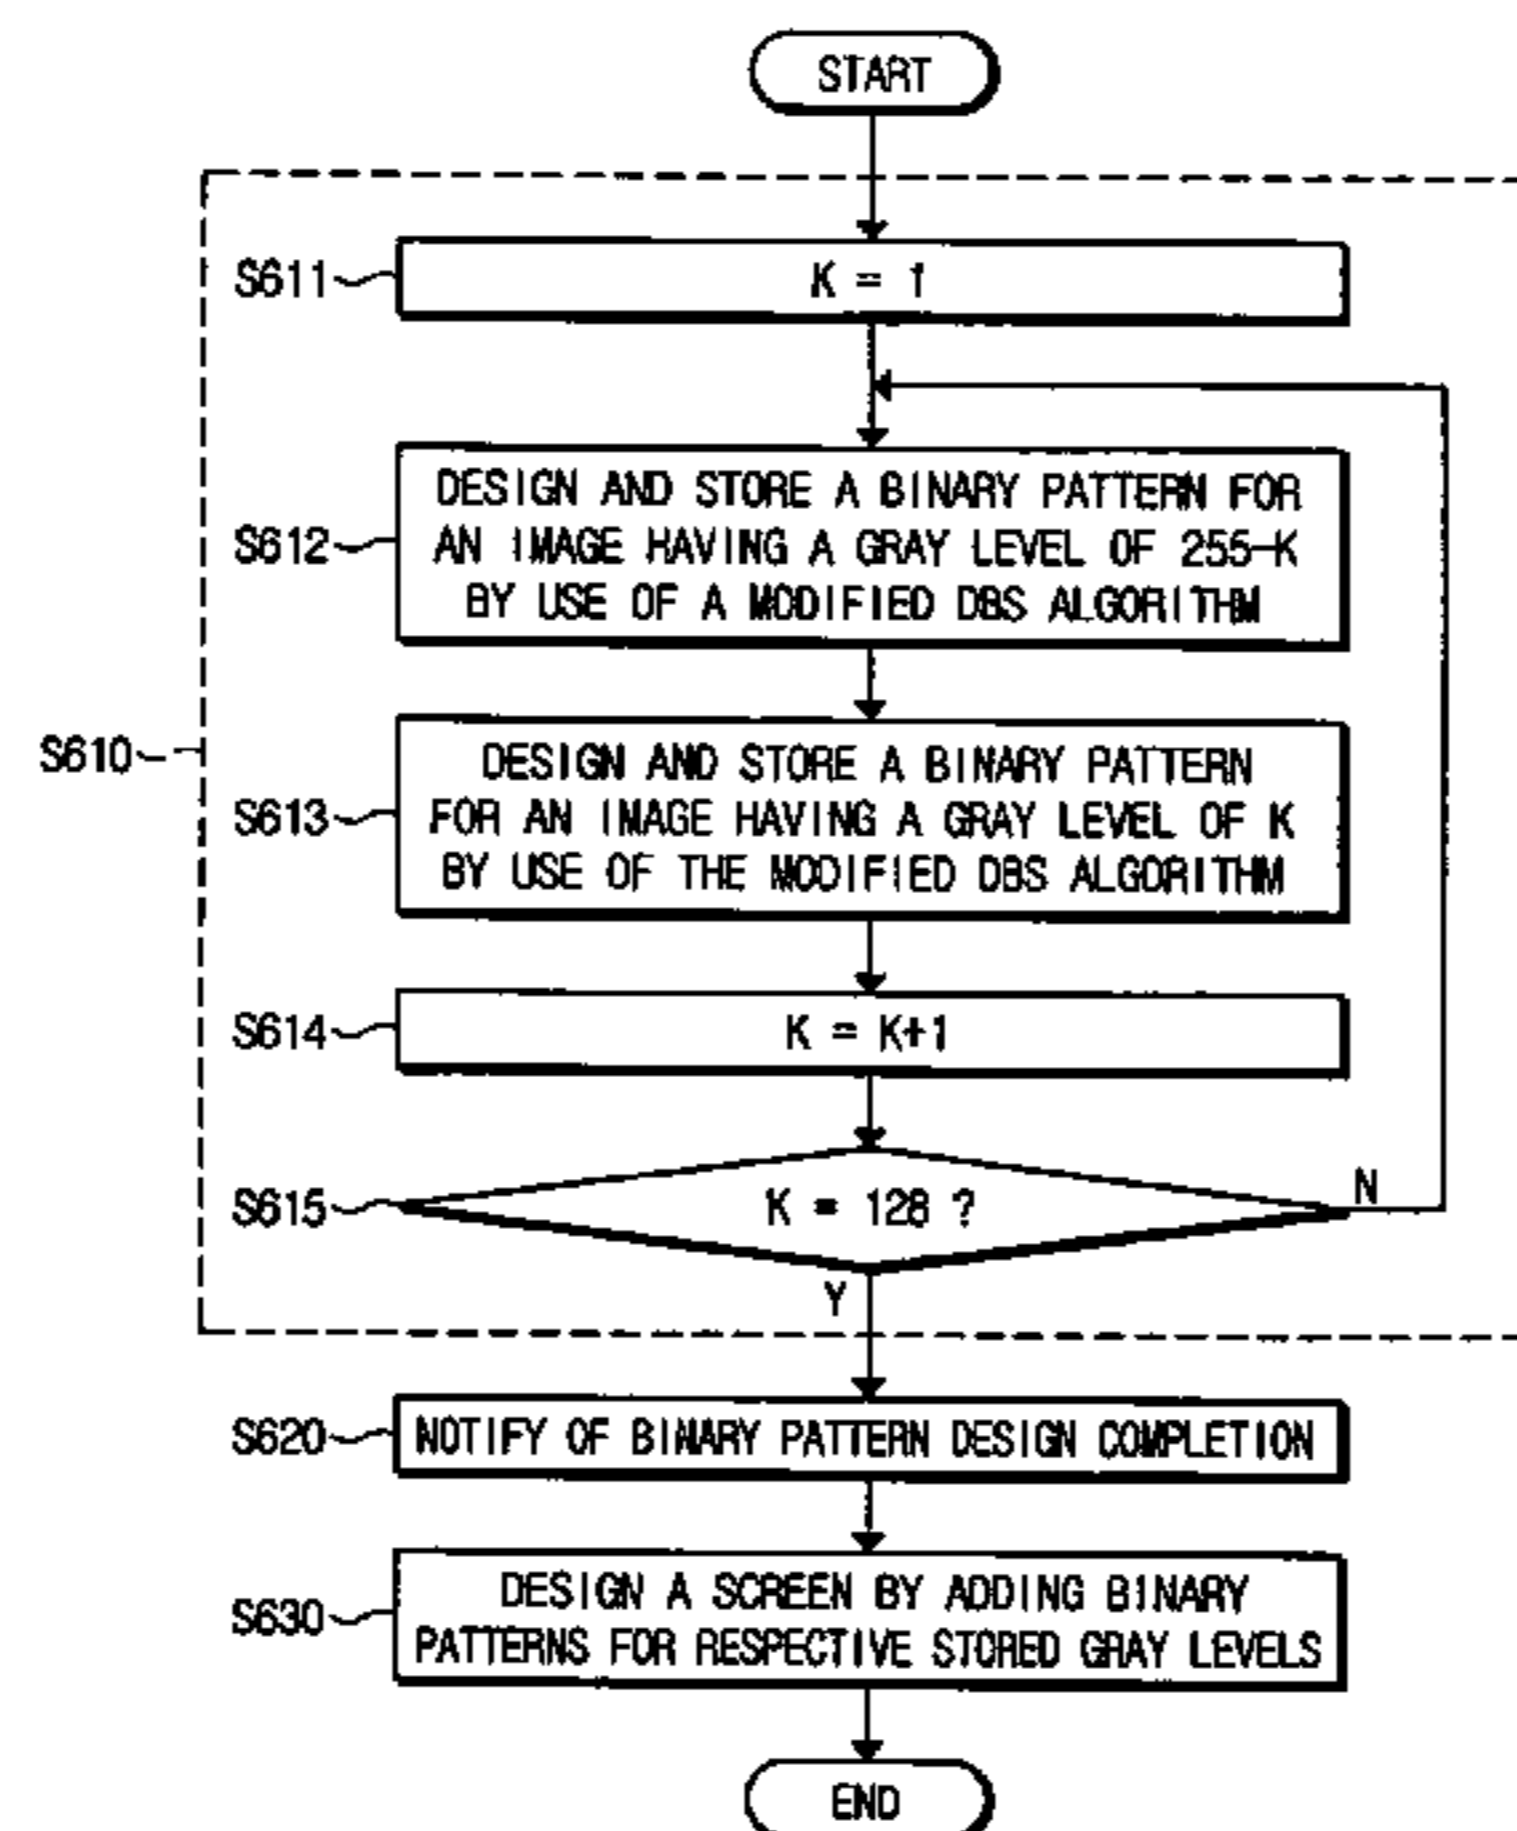 START
S611
K = 1
S612
DESIGN AND STORE A BINARY PATTERN FOR
AN IMAGE HAVING A GRAY LEVEL OF 255-K
BY USE OF A MODIFIED DBS ALGORITHM
S610
S613
DESIGN AND STORE A BINARY PATTERN
FOR AN IMAGE HAVING A GRAY LEVEL OF K
BY USE OF THE MODIFIED DBS ALGORITHM
S614
K = K+1
S615
K = 128 ?
N
Y
S620
NOTIFY OF BINARY PATTERN DESIGN COMPLETION
S630
DESIGN A SCREEN BY ADDING BINARY
PATTERNS FOR RESPECTIVE STORED GRAY LEVELS
END